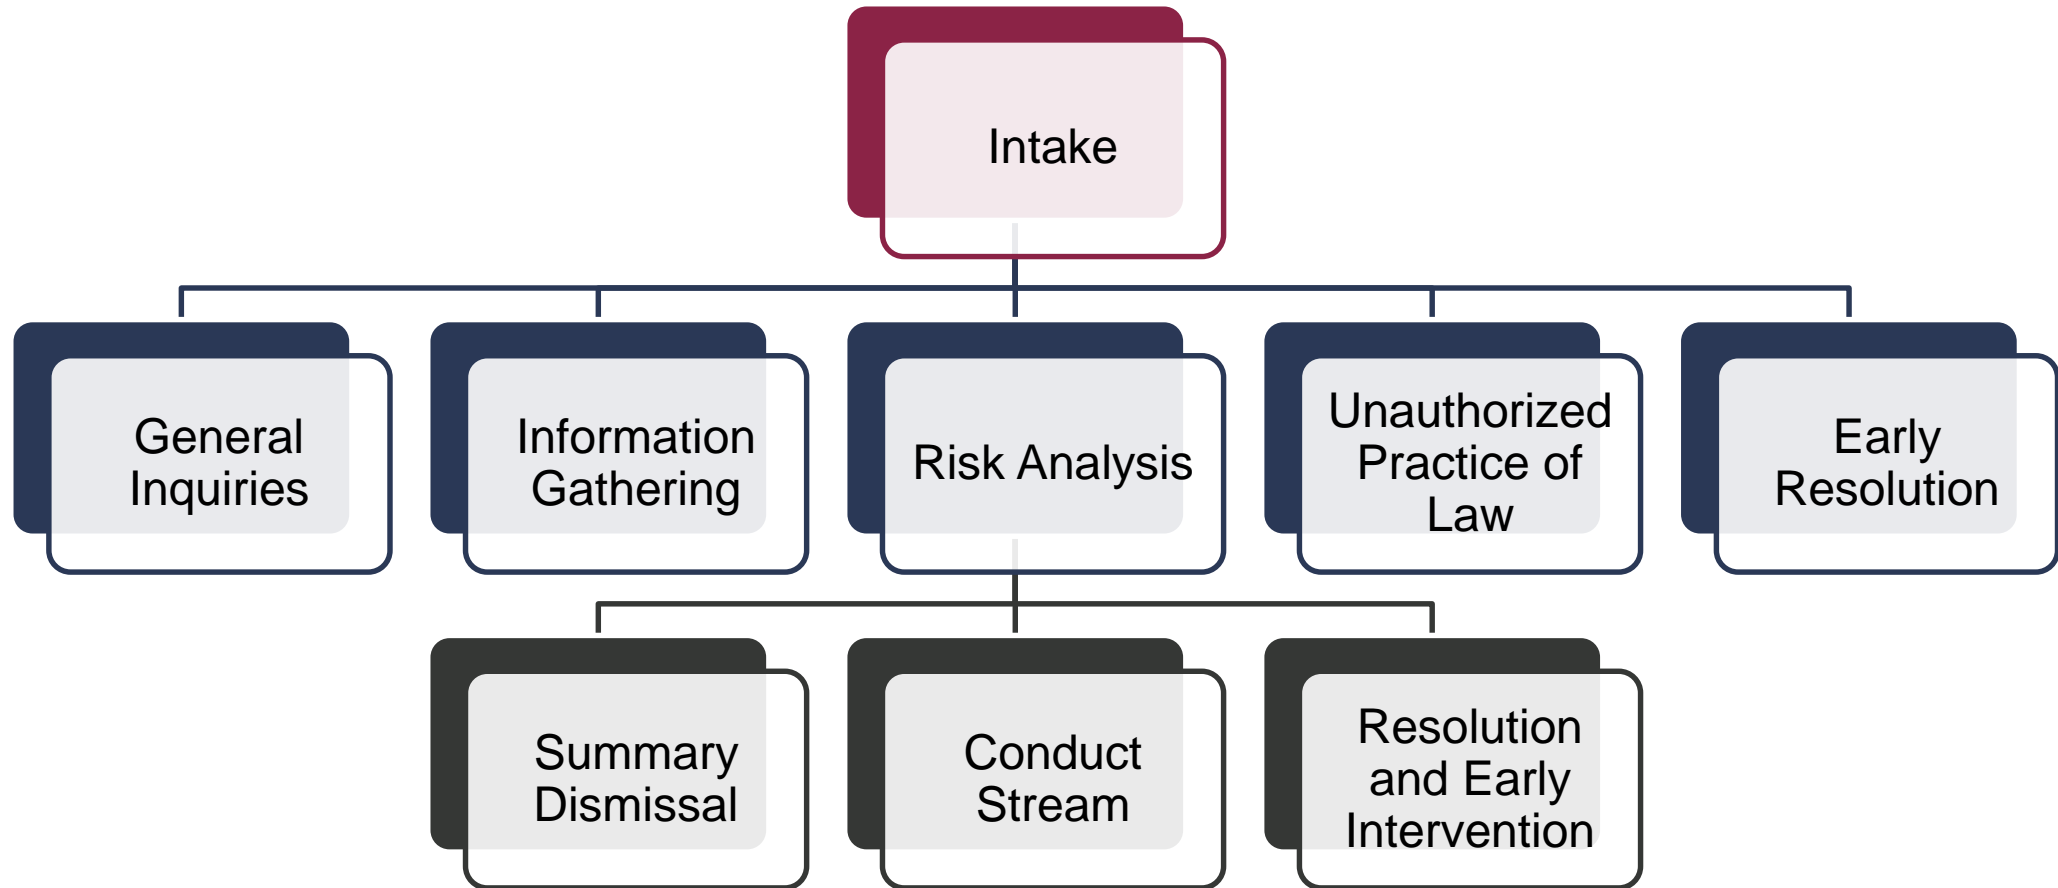 Intake
General
Inquiries
Information
Gathering
Risk Analysis
Unauthorized
Practice of
Law
Early
Resolution
Summary
Dismissal
Conduct
Stream
Resolution
and Early
Intervention